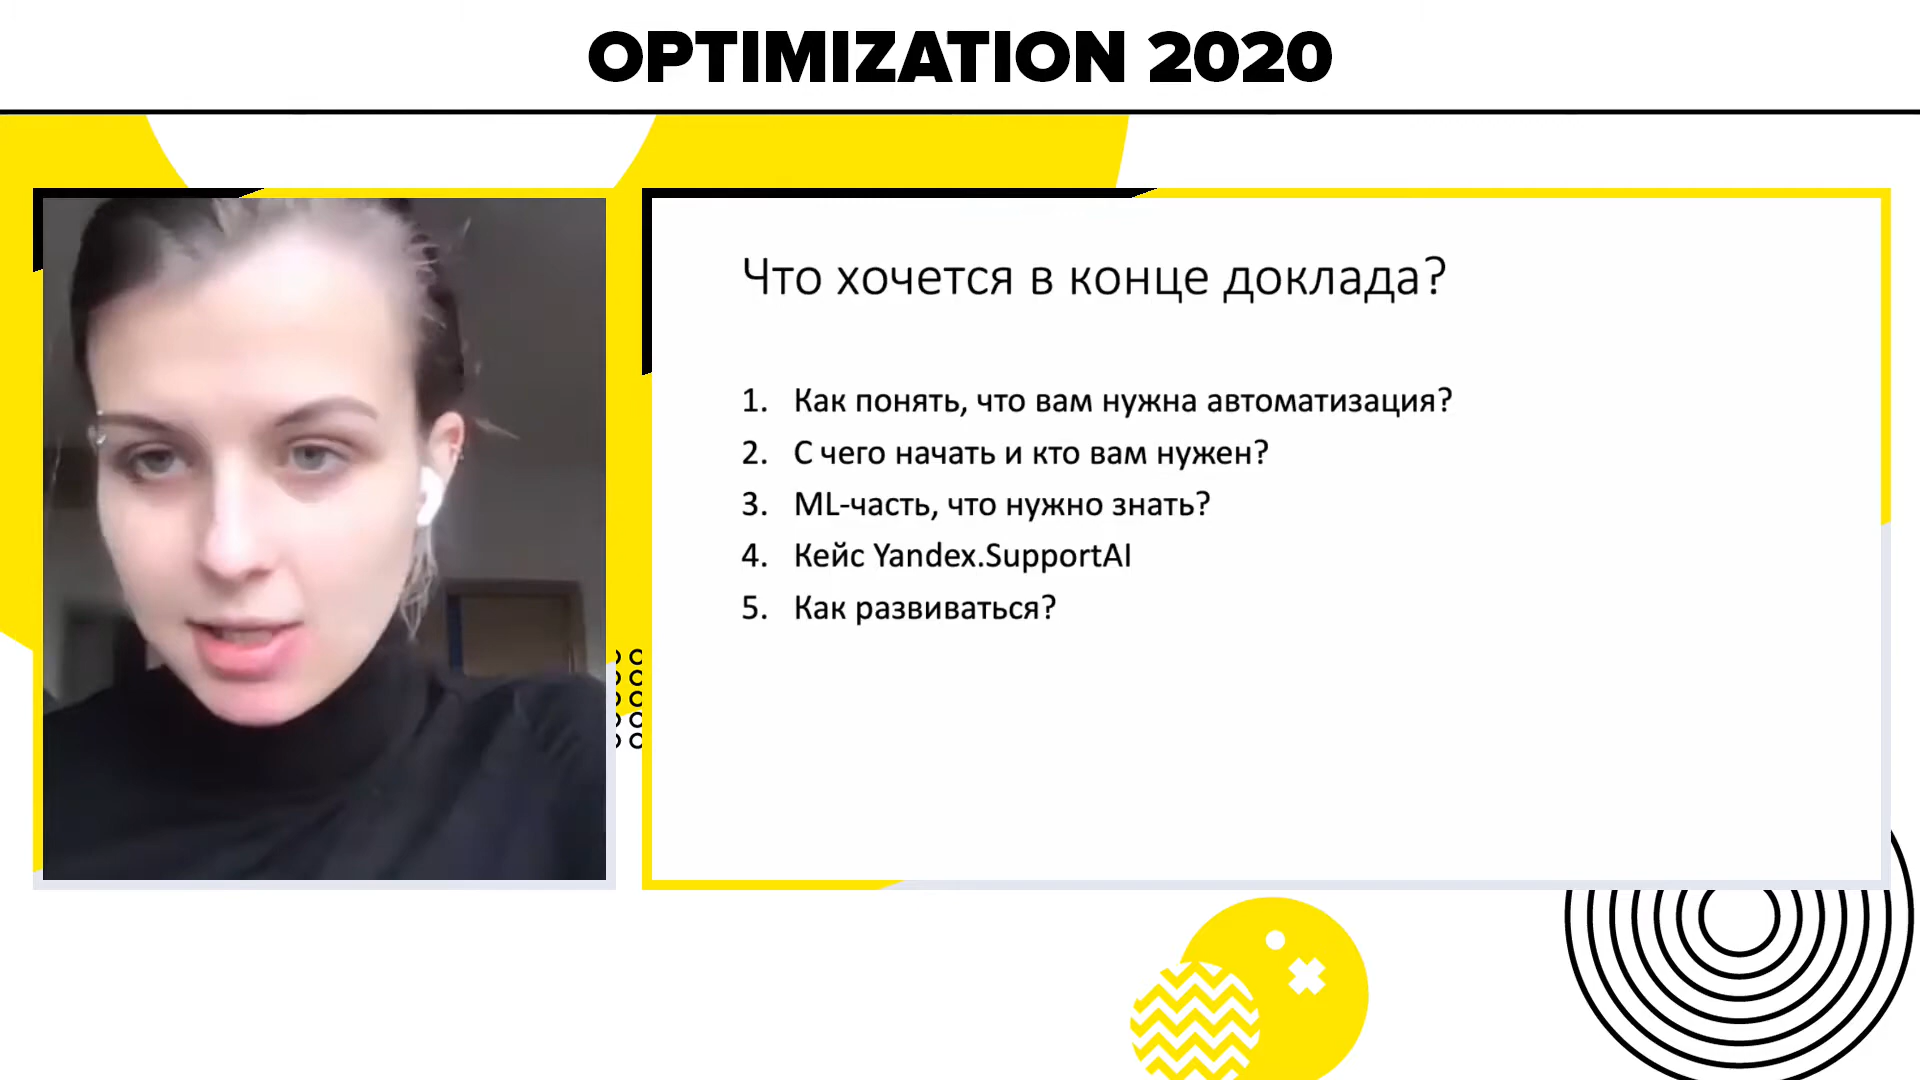 OPTIMIZATION 2020
Что хочется в конце доклада?
1. Как понять, что вам нужна автоматизация?
2. С чего начать и кто вам нужен?
3. ML-часть, что нужно знать?
4. Кейс Yandex.SupportAI
5. Как развиваться?